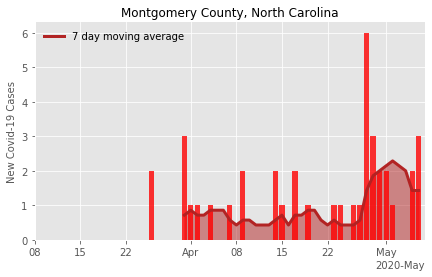 Montgomery County, North Carolina
7 day moving average
New Covid-19 Cases
6
5
4
3
2
1
0
08 15 22 Apr 08 15 22 May
2020-May